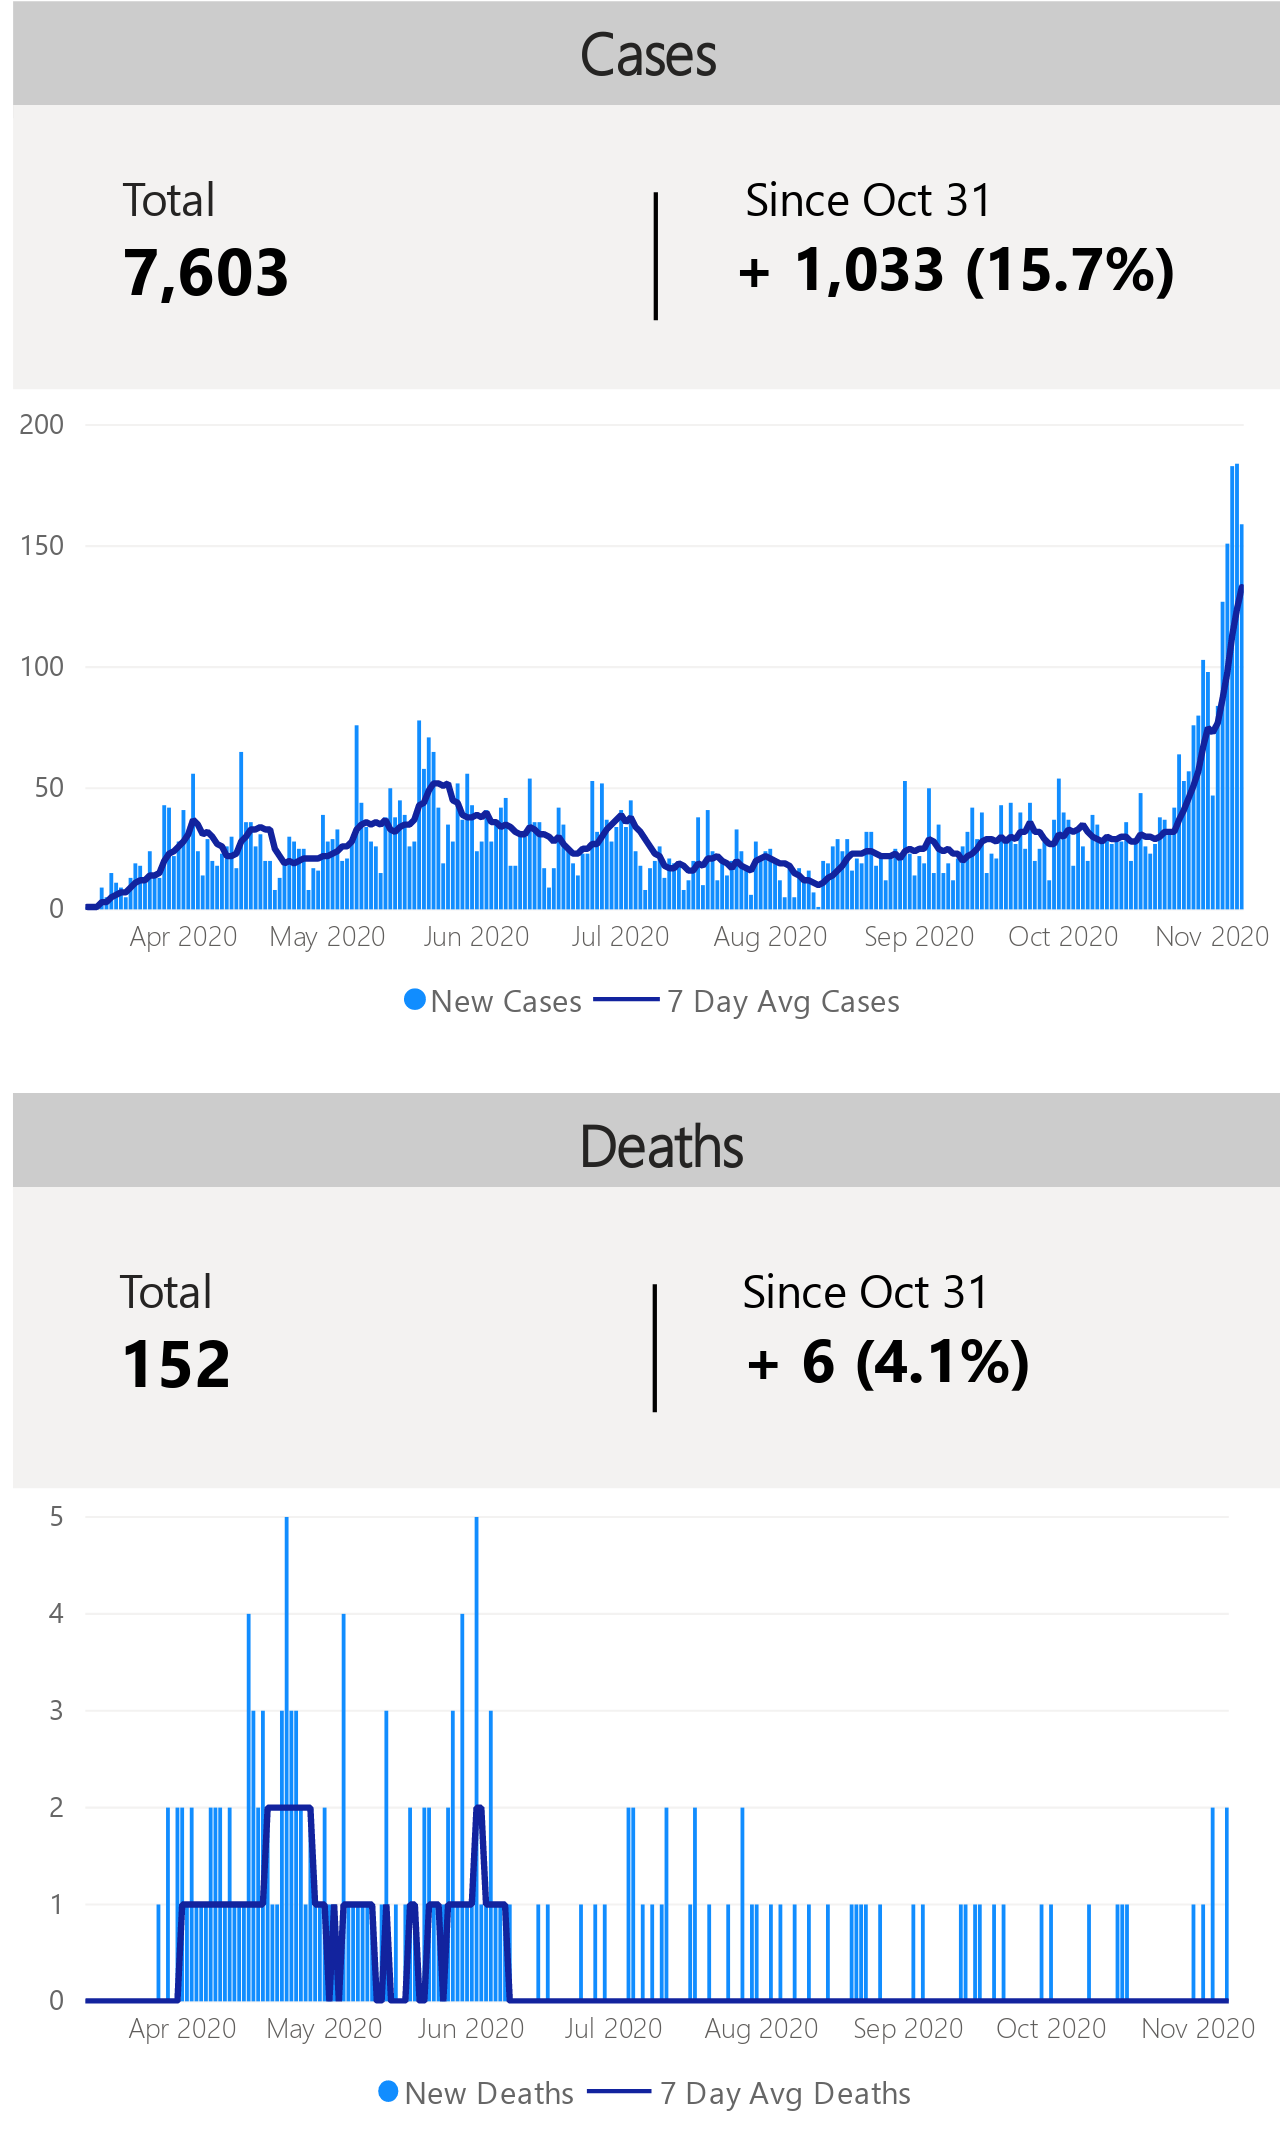 Cases
Total
Since Oct 31
7,603
+ 1,033 (15.7%)
200
150
100
50
0
Apr 2020 May 2020 Jun 2020 Jul 2020 Aug 2020 Sep 2020 Oct 2020 Nov 2020
New Cases 7 Day Avg Cases
Deaths
Total
Since Oct 31
152
+ 6 (4.1%)
5
4
3
2
1
0
Apr 2020 May 2020 Jun 2020 Jul 2020 Aug 2020 Sep 2020 Oct 2020 Nov 2020
New Deaths 7 Day Avg Deaths